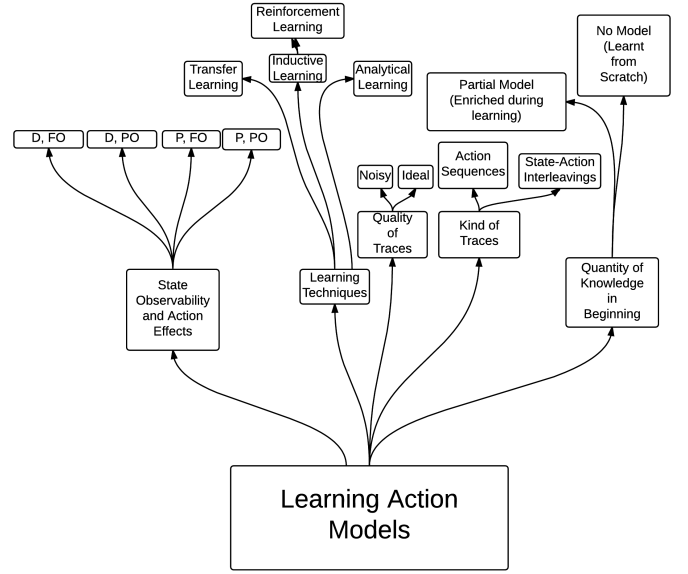 Reinforcement
Learning
No Model
(Learnt
from
Scratch)
Transfer
Learning
Inductive
Learning
Analytical
Learning
Partial Model
(Enriched during
learning)
D, FO
D, PO
P, FO
P, PO
Noisy
Ideal
Action
Sequences
State-Action
Interleavings
Quality
of
Traces
Kind of
Traces
State
Observability
and Action
Effects
Learning
Techniques
Quantity of
Knowledge
in
Beginning
Learning Action
Models